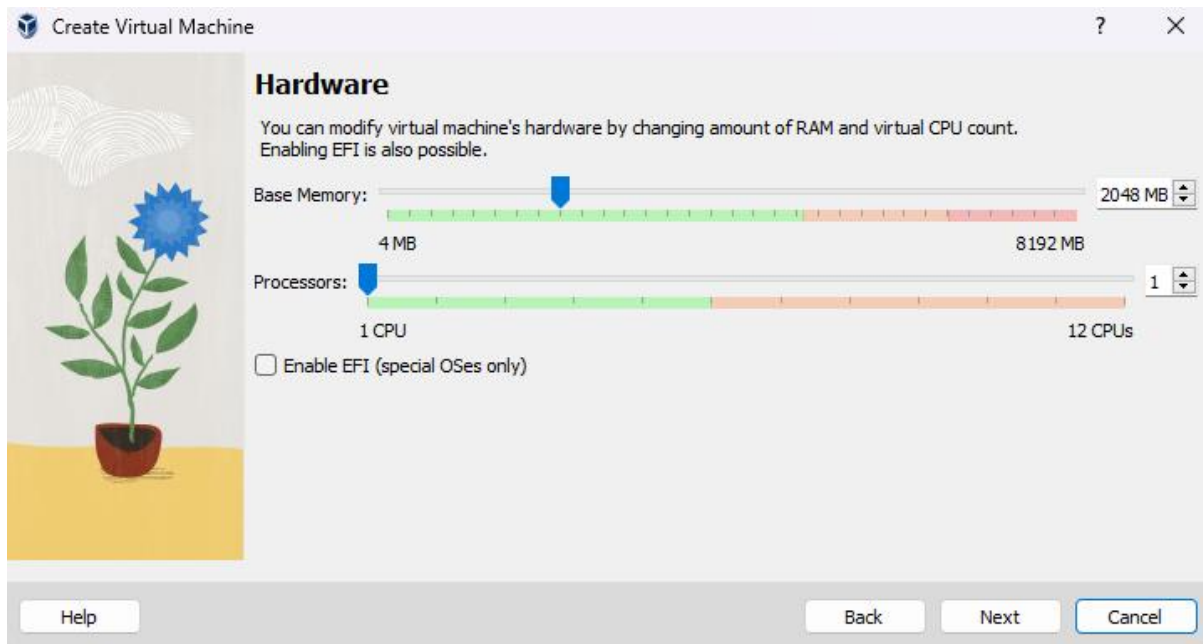 Create Virtual Machine
?
Hardware
You can modify virtual machine's hardware by changing amount of RAM and virtual CPU count.
Enabling EFI is also possible.
Base Memory: 2048 MB
4 MB 8192 MB
Processors: 1
1 CPU 12 CPUs
Enable EFI (special OSes only)
Help Back Next Cancel